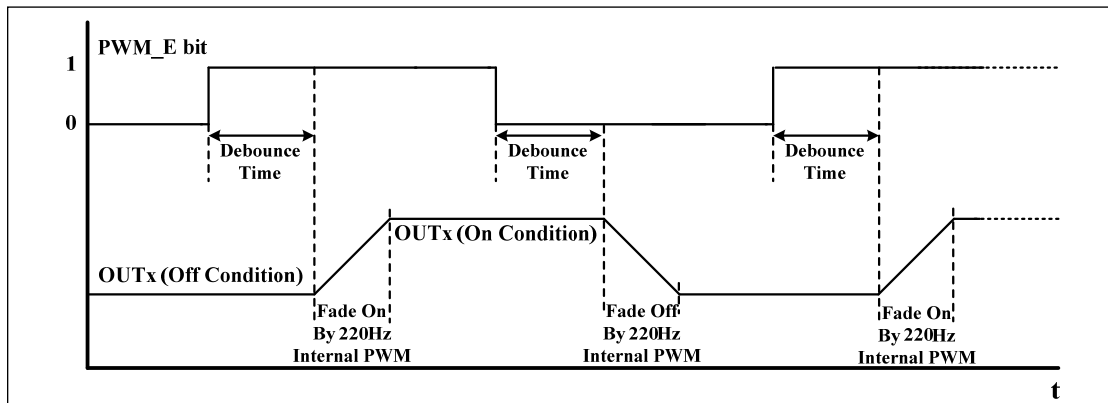 PWM_E bit
1
0
Debounce
Time
Debounce
Time
Debounce
Time
OUTx (On Condition)
OUTx (Off Condition)
Fade On
By 220Hz
Internal PWM
Fade Off
By 220Hz
Internal PWM
Fade On
By 220Hz
Internal PWM
t